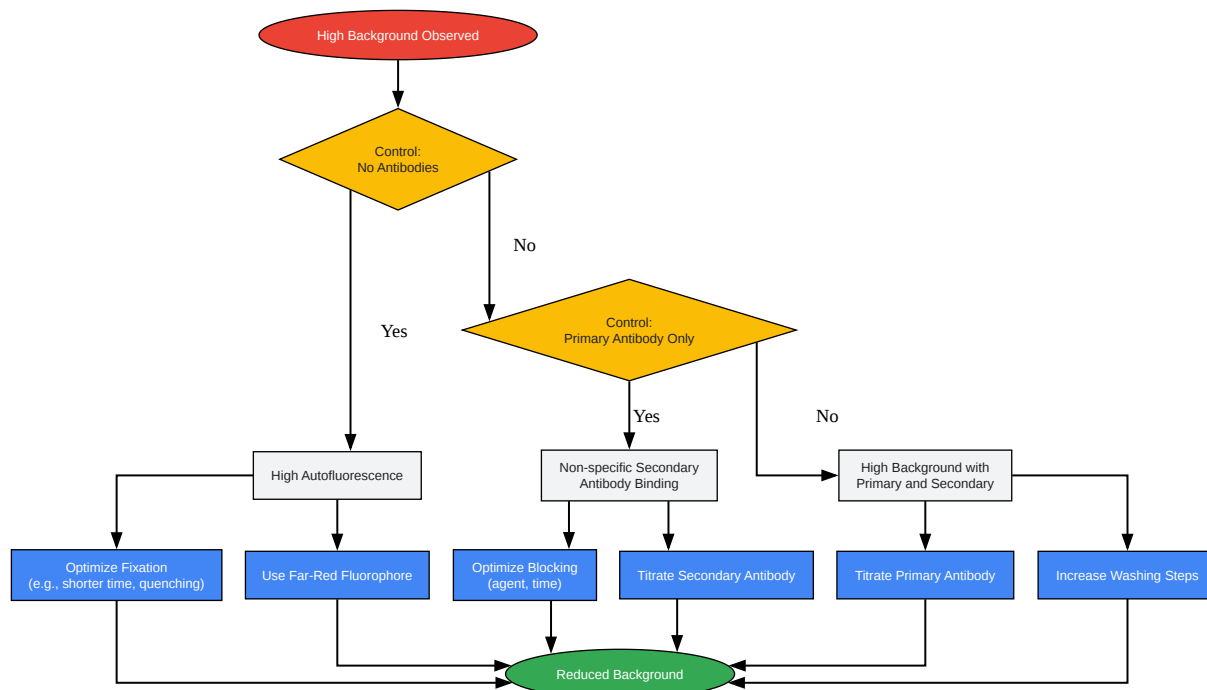 High Background Observed
Control:
No Antibodies
No
Yes
Control:
Primary Antibody Only
Yes
No
High Autofluorescence
Non-specific Secondary
Antibody Binding
High Background with
Primary and Secondary
Optimize Fixation
(e.g., shorter time, quenching)
Use Far-Red Fluorophore
Optimize Blocking
(agent, time)
Titrate Secondary Antibody
Titrate Primary Antibody
Increase Washing Steps
Reduced Background